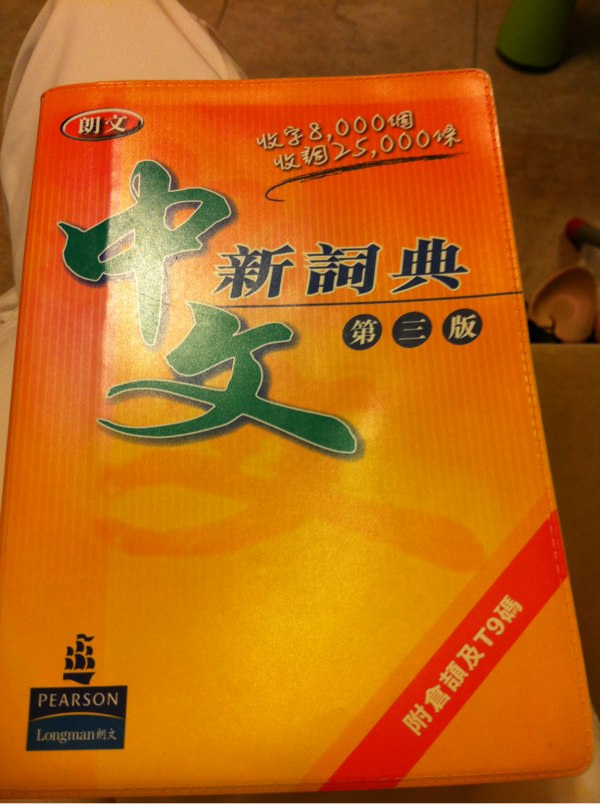 朗文
收字8,000個
收詞25,000條
中文
新詞典
第三版
附倉頡及T9碼
PEARSON
Longman朗文